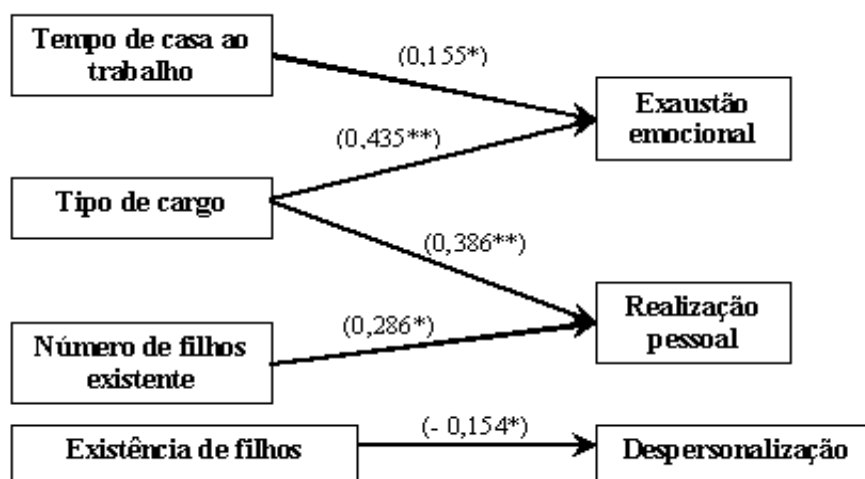 Tempo de casa ao
trabalho
(0,155*)
Exaustão
emocional
(0,435**)
Tipo de cargo
(0,386**)
Realização
pessoal
(0,286*)
Número de filhos
existente
(- 0,154*)
Existência de filhos
Despersonalização